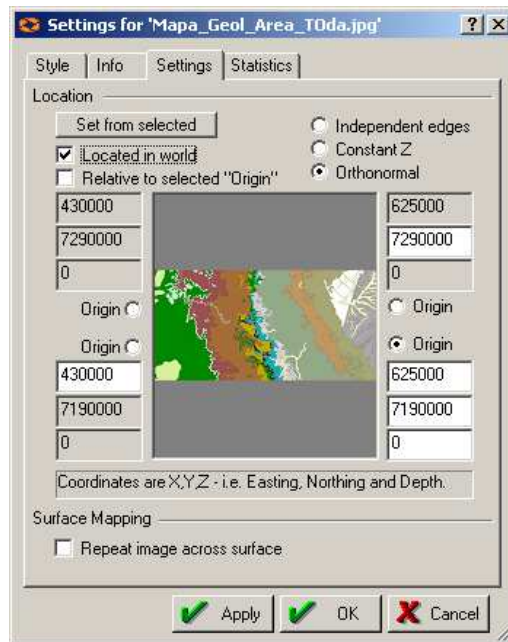 Settings for 'Mapa_Geol_Area_TOda.jpg'
Style Info Settings Statistics
Location
Set from selected
Independent edges
Located in world
Constant Z
Relative to selected "Origin"
Orthonormal
430000 625000
7290000 7290000
0 0
Origin Origin
Origin Origin
430000 625000
7190000 7190000
0 0
Coordinates are X,Y,Z - i.e. Easting, Northing and Depth.
Surface Mapping
Repeat image across surface
Apply OK Cancel